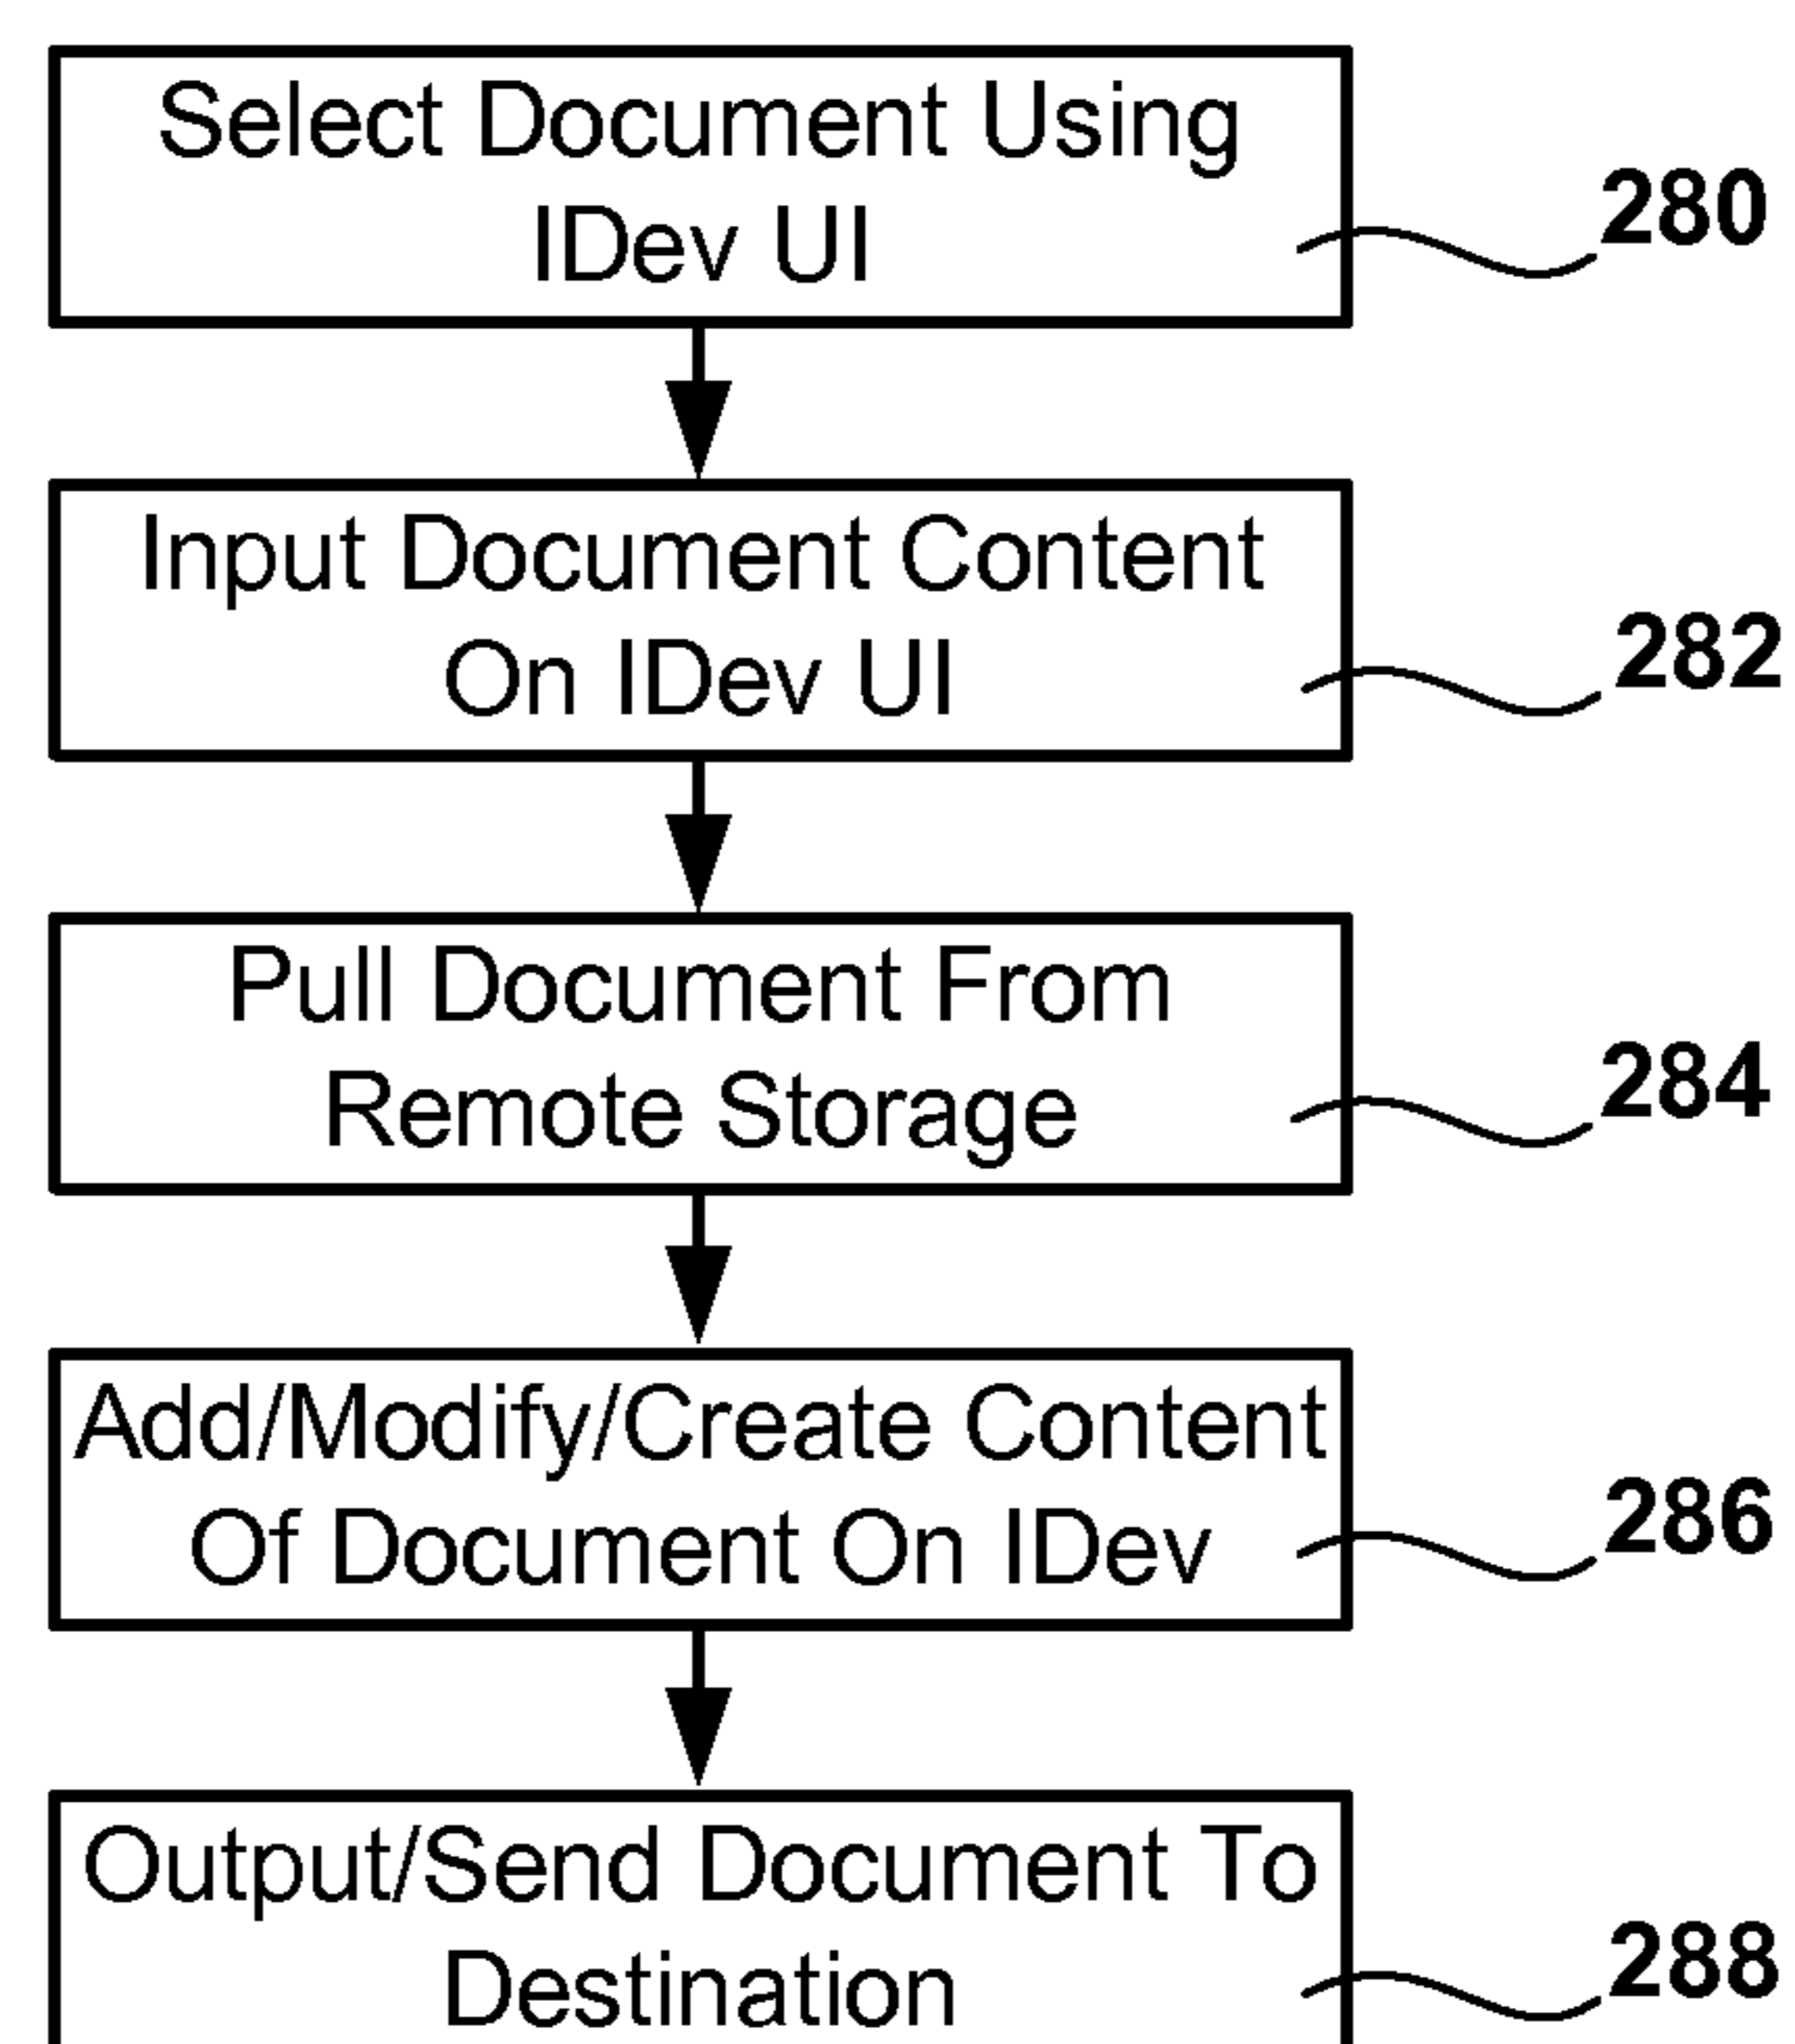 Select Document Using
IDev UI
280
Input Document Content
On IDev UI
282
Pull Document From
Remote Storage
284
Add/Modify/Create Content
Of Document On IDev
286
Output/Send Document To
Destination
288